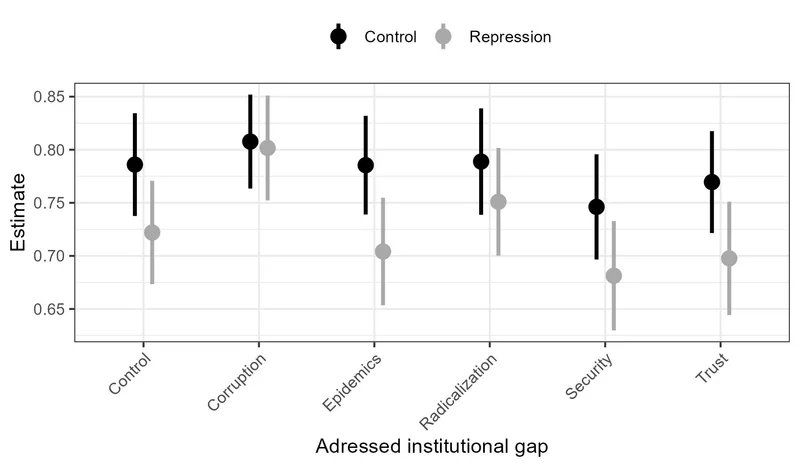 Control Repression
0.85
0.80
0.75
0.70
0.65
Estimate
Control
Corruption
Epidemics
Radicalization
Security
Trust
Adressed institutional gap